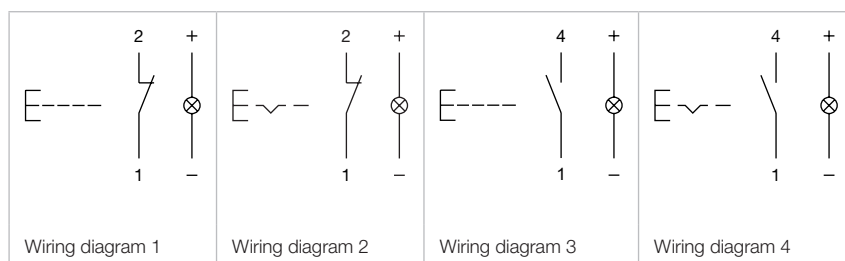 2 + 2 + 4 + 4 +
1 – 1 – 1 – 1 –
Wiring diagram 1 Wiring diagram 2 Wiring diagram 3 Wiring diagram 4